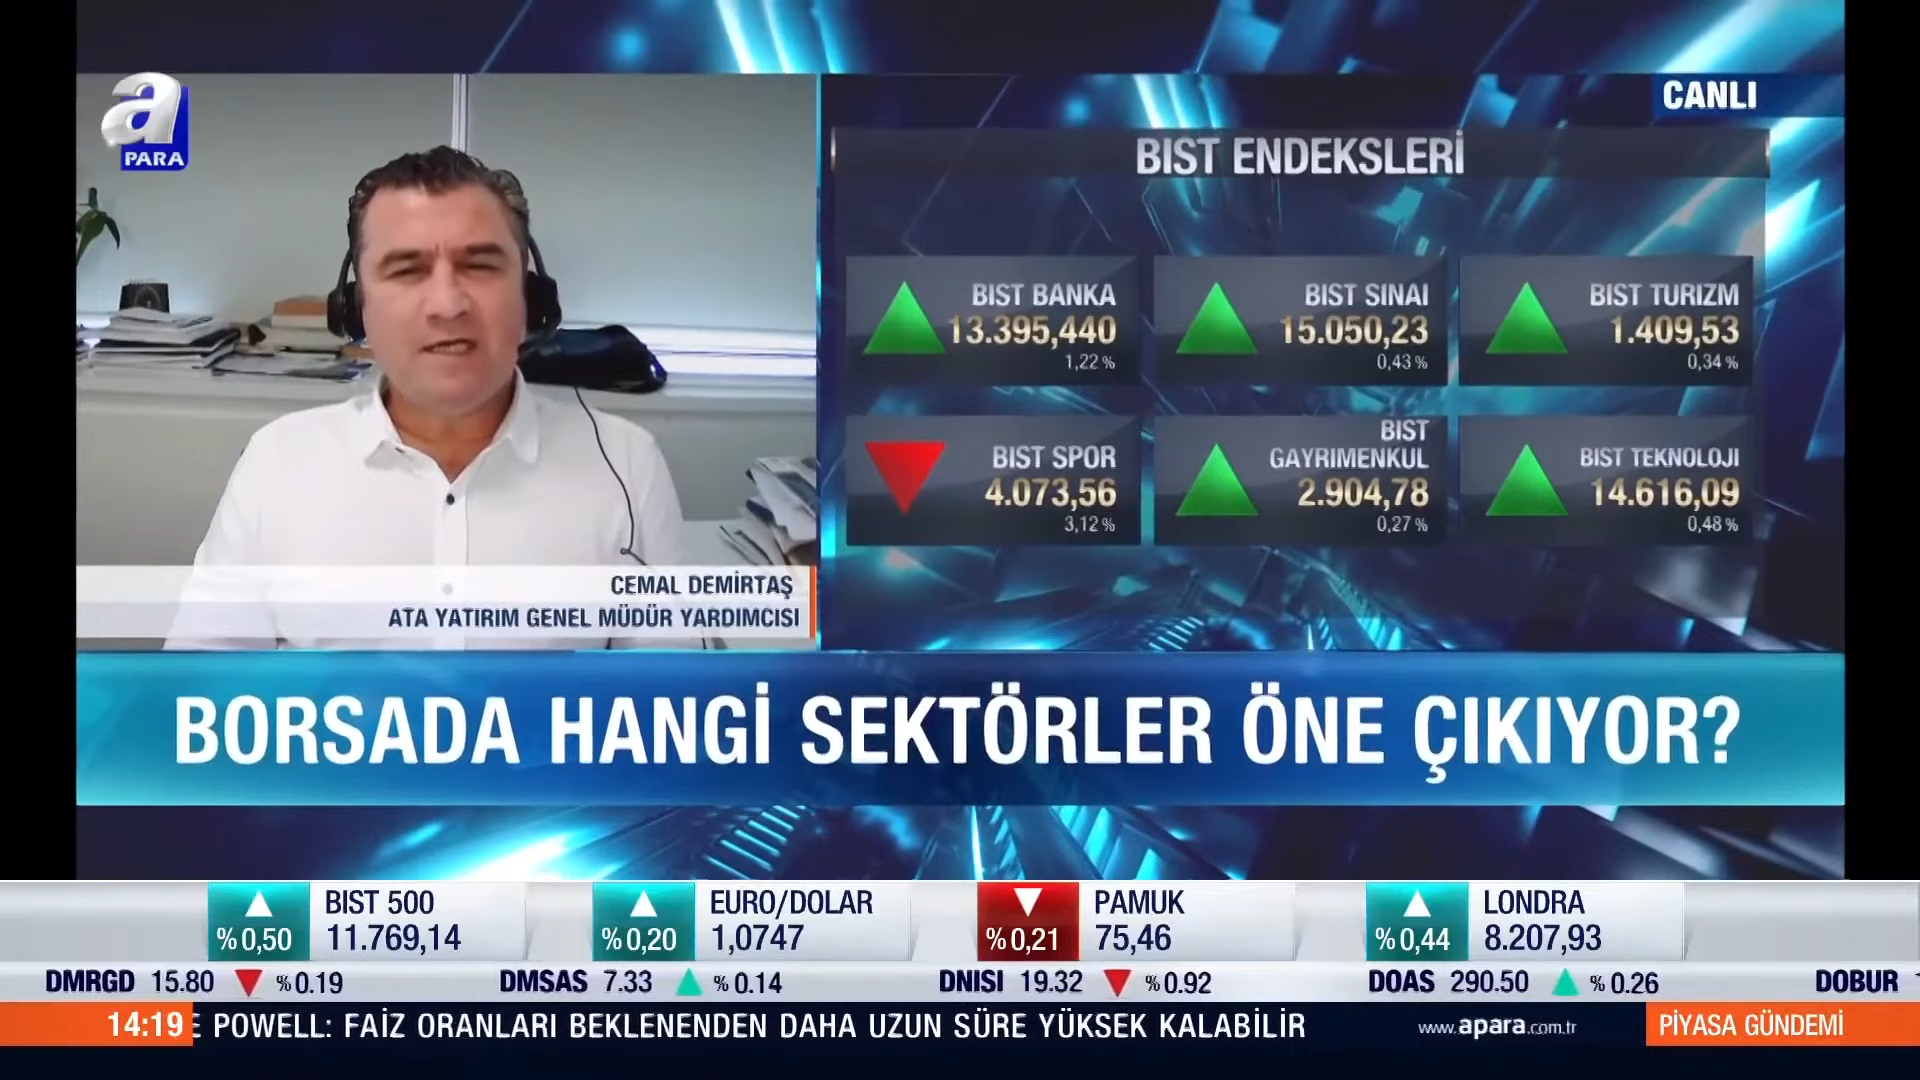 a
PARA
CANLI
BIST ENDEKSLERİ
BIST BANKA
13.395,440
1,22 %
BIST SINAI
15.050,23
0,43 %
BIST TURIZM
1.409,53
0,34 %
BIST SPOR
4.073,56
3,12 %
BIST
GAYRIMENKUL
2.904,78
0,27 %
BIST TEKNOLOJI
14.616,09
0,48 %
CEMAL DEMİRTAŞ
ATA YATIRIM GENEL MÜDÜR YARDIMCISI
BORSADA HANGİ SEKTÖRLER ÖNE ÇIKIYOR?
%0,50
BIST 500
11.769,14
%0,20
EURO/DOLAR
1,0747
%0,21
PAMUK
75,46
%0,44
LONDRA
8.207,93
DMRGD 15.80 %0.19 DMSAS 7.33 %0.14 DNISI 19.32 %0.92 DOAS 290.50 %0.26 DOBUR
14:19 E POWELL: FAİZ ORANLARI BEKLENENDEN DAHA UZUN SÜRE YÜKSEK KALABİLİR www.apara.com.tr PİYASA GÜNDEMİ